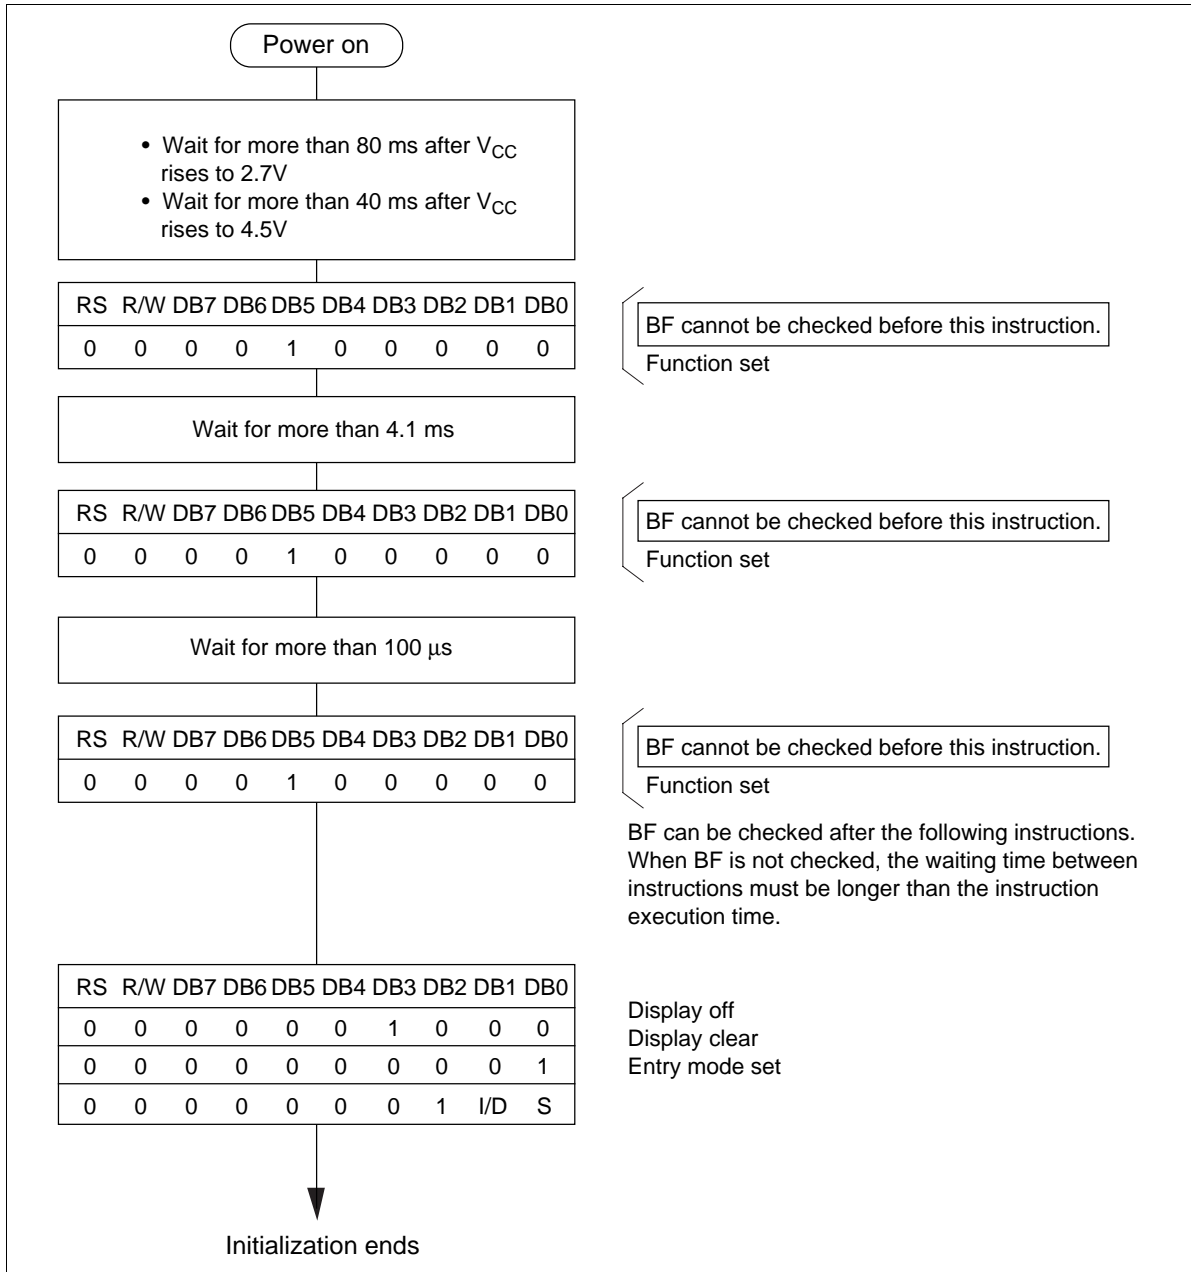 Power on
• Wait for more than 80 ms after VCC
rises to 2.7V
• Wait for more than 40 ms after VCC
rises to 4.5V
RS R/W DB7 DB6 DB5 DB4 DB3 DB2 DB1 DB0
0 0 0 0 1 0 0 0 0 0
BF cannot be checked before this instruction.
Function set
Wait for more than 4.1 ms
RS R/W DB7 DB6 DB5 DB4 DB3 DB2 DB1 DB0
0 0 0 0 1 0 0 0 0 0
BF cannot be checked before this instruction.
Function set
Wait for more than 100 µs
RS R/W DB7 DB6 DB5 DB4 DB3 DB2 DB1 DB0
0 0 0 0 1 0 0 0 0 0
BF cannot be checked before this instruction.
Function set
BF can be checked after the following instructions.
When BF is not checked, the waiting time between
instructions must be longer than the instruction
execution time.
RS R/W DB7 DB6 DB5 DB4 DB3 DB2 DB1 DB0
0 0 0 0 0 0 1 0 0 0
0 0 0 0 0 0 0 0 0 1
0 0 0 0 0 0 0 1 I/D S
Display off
Display clear
Entry mode set
Initialization ends